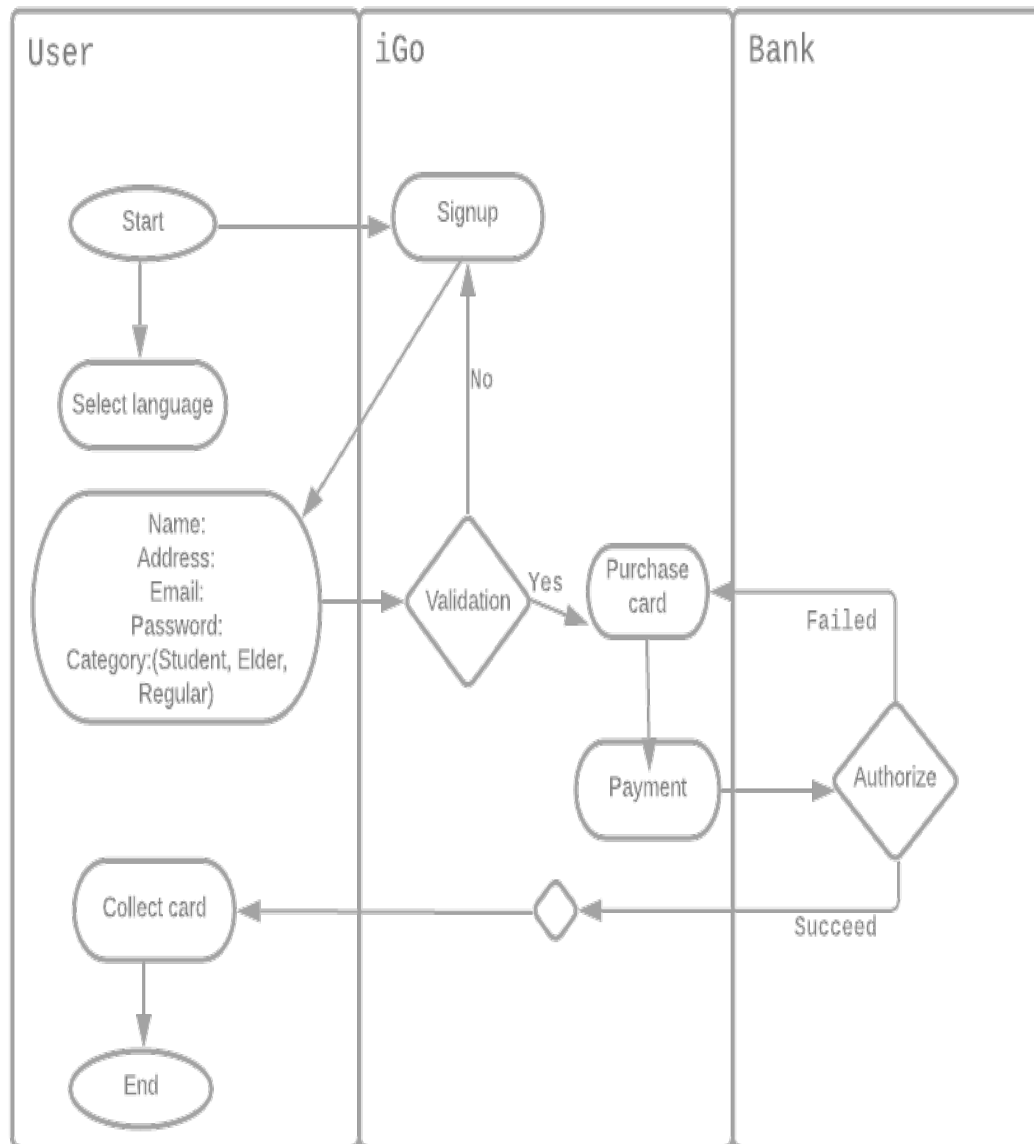 User
iGo
Bank
Start
Signup
Select language
No
Name:
Address:
Email:
Password:
Category:(Student, Elder,
Regular)
Validation
Yes
Purchase
card
Failed
Payment
Authorize
Succeed
Collect card
End